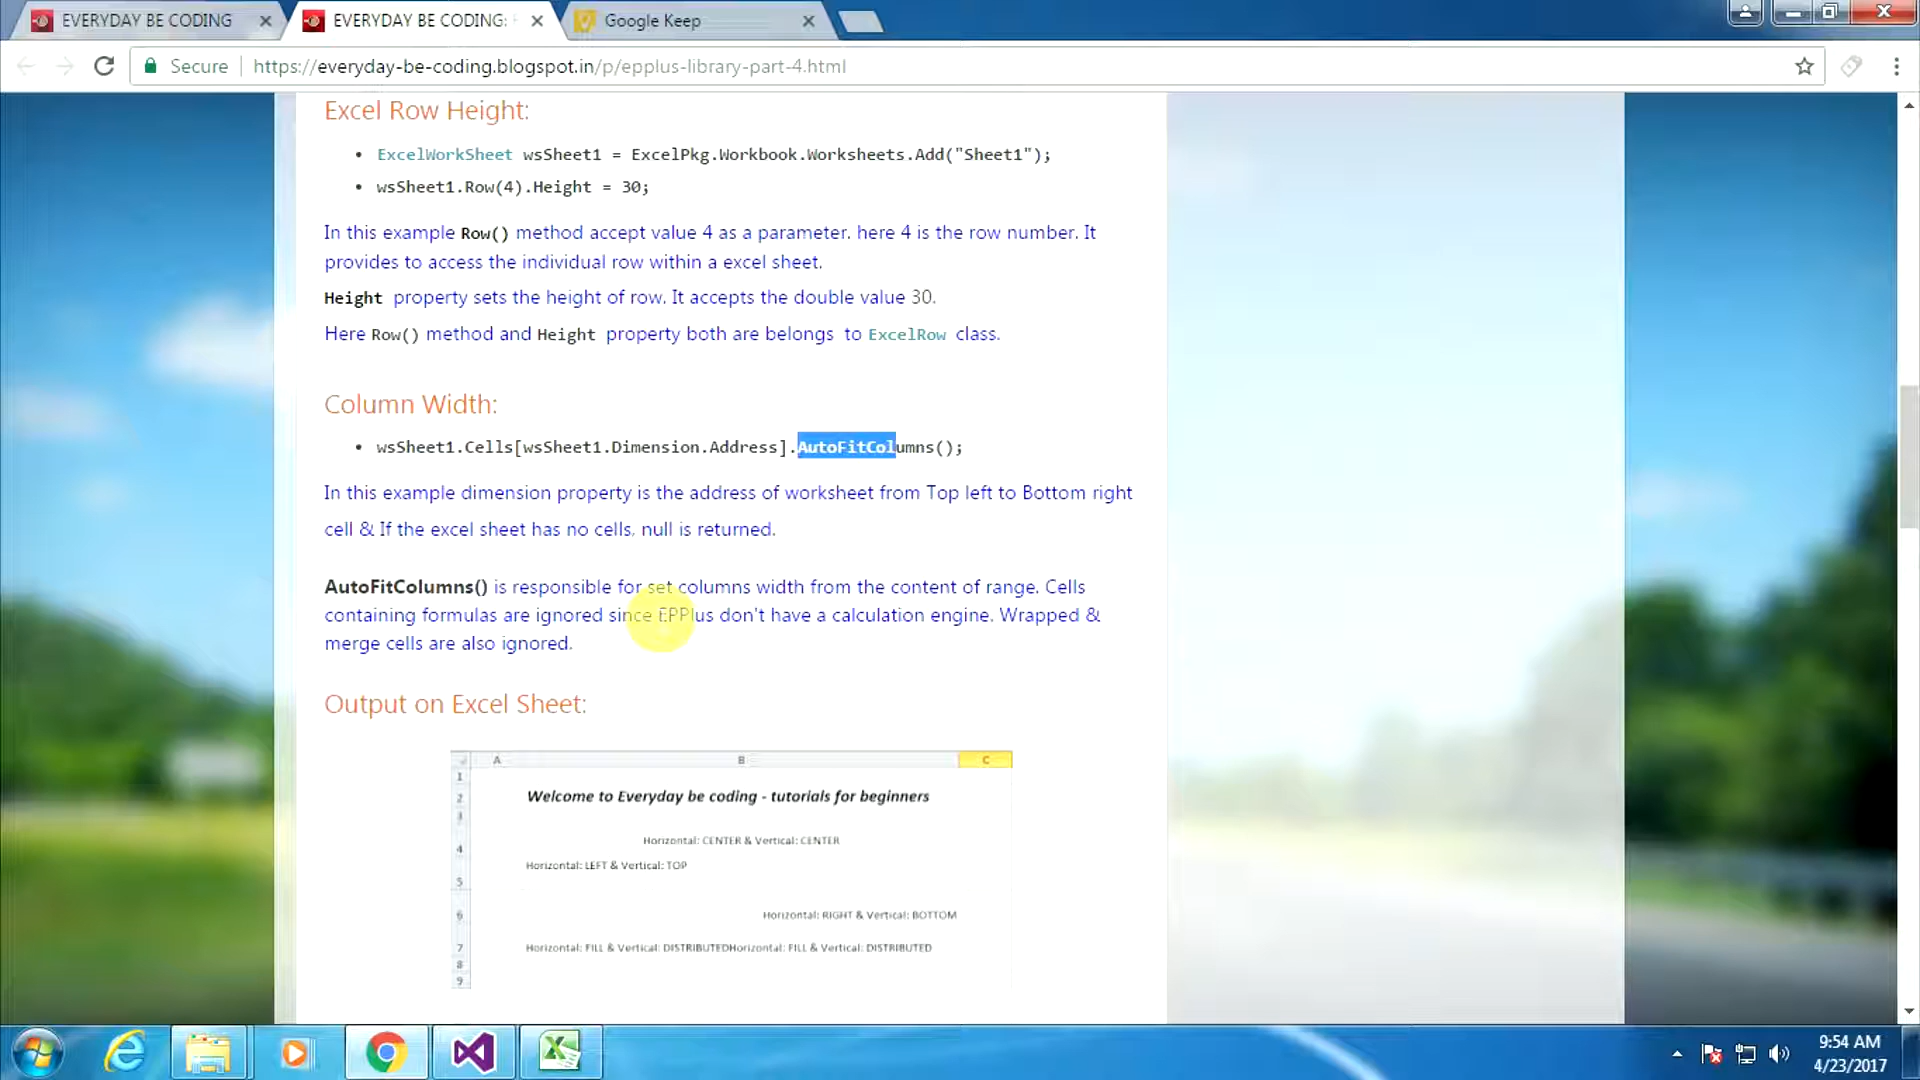 EVERYDAY BE CODING
EVERYDAY BE CODING:
Google Keep
Secure
https://everyday-be-coding.blogspot.in/p/epplus-library-part-4.html
Excel Row Height:
• ExcelWorkSheet wsSheet1 = ExcelPkg.Workbook.Worksheets.Add("Sheet1");
• wsSheet1.Row(4).Height = 30;
In this example Row() method accept value 4 as a parameter. here 4 is the row number. It
provides to access the individual row within a excel sheet.
Height property sets the height of row. It accepts the double value 30.
Here Row() method and Height property both are belongs to ExcelRow class.
Column Width:
• wsSheet1.Cells[wsSheet1.Dimension.Address].AutoFitColumns();
In this example dimension property is the address of worksheet from Top left to Bottom right
cell & If the excel sheet has no cells, null is returned.
AutoFitColumns() is responsible for set columns width from the content of range. Cells
containing formulas are ignored since EPPlus don't have a calculation engine. Wrapped &
merge cells are also ignored.
Output on Excel Sheet:
A B C
1
2 Welcome to Everyday be coding - tutorials for beginners
3
4 Horizontal: CENTER & Vertical: CENTER
5 Horizontal: LEFT & Vertical: TOP
6 Horizontal: RIGHT & Vertical: BOTTOM
7 Horizontal: FILL & Vertical: DISTRIBUTEDHorizontal: FILL & Vertical: DISTRIBUTED
8
9
9:54 AM
4/23/2017